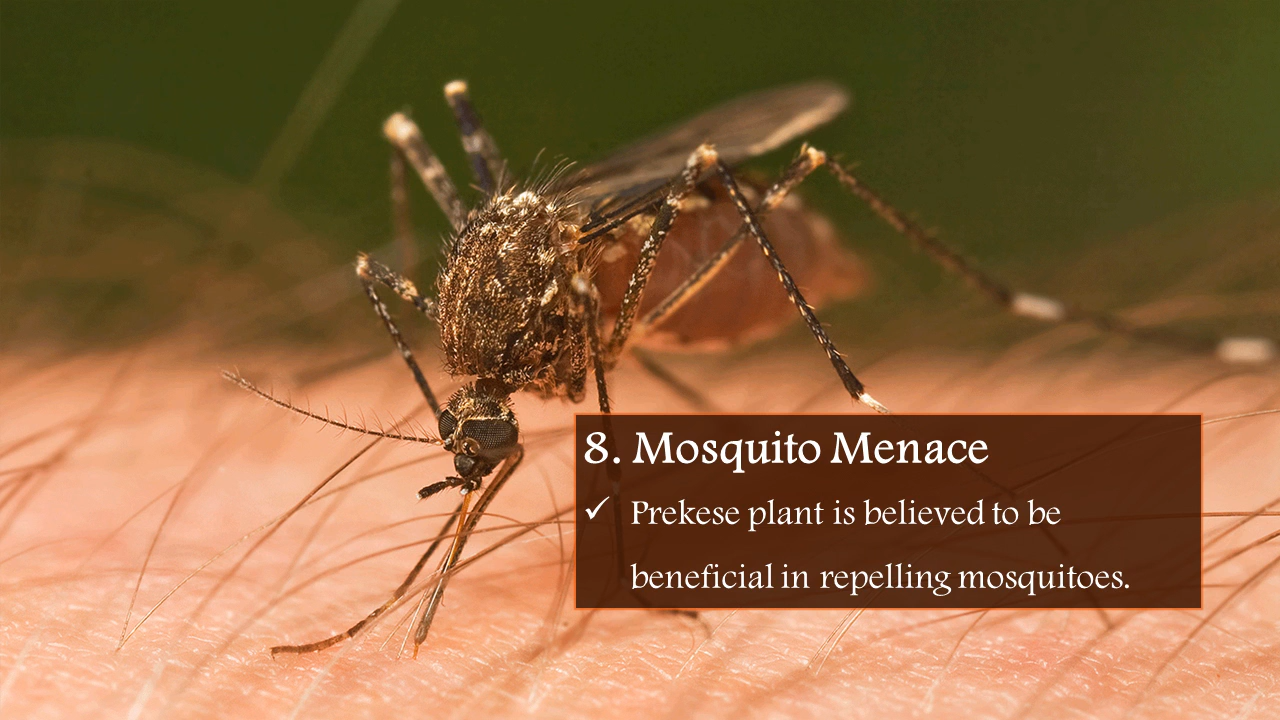 8. Mosquito Menace
✓ Prekese plant is believed to be
beneficial in repelling mosquitoes.